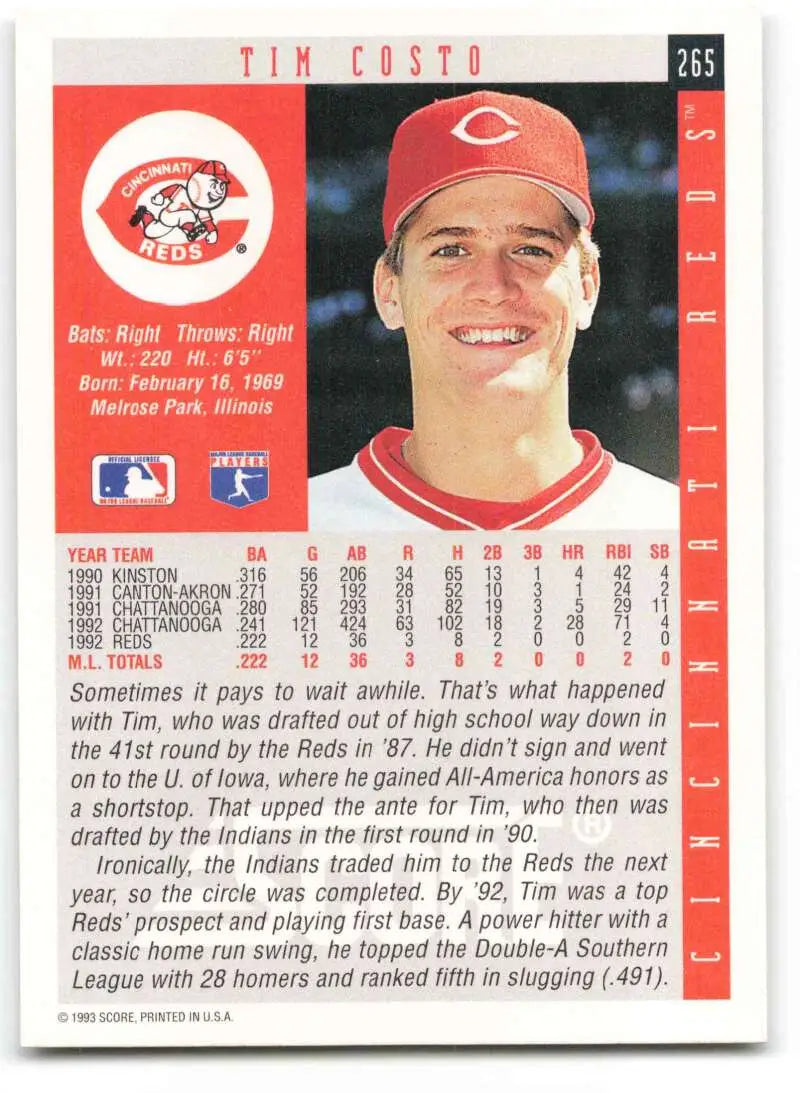 TIM COSTO
265
CINCINNATI REDS™
CINCINNATI
REDS
®
Bats: Right Throws: Right
Wt.: 220 Ht.: 6'5"
Born: February 16, 1969
Melrose Park, Illinois
OFFICIAL LICENSEE
MAJOR LEAGUE BASEBALL
MAJOR LEAGUE BASEBALL
PLAYERS
YEAR TEAM BA G AB R H 2B 3B HR RBI SB
1990 KINSTON .316 56 206 34 65 13 1 4 42 4
1991 CANTON-AKRON .271 52 192 28 52 10 3 1 24 2
1991 CHATTANOOGA .280 85 293 31 82 19 3 5 29 11
1992 CHATTANOOGA .241 121 424 63 102 18 2 28 71 4
1992 REDS .222 12 36 3 8 2 0 0 2 0
M.L. TOTALS .222 12 36 3 8 2 0 0 2 0
Sometimes it pays to wait awhile. That's what happened
with Tim, who was drafted out of high school way down in
the 41st round by the Reds in '87. He didn't sign and went
on to the U. of Iowa, where he gained All-America honors as
a shortstop. That upped the ante for Tim, who then was
drafted by the Indians in the first round in '90.
Ironically, the Indians traded him to the Reds the next
year, so the circle was completed. By '92, Tim was a top
Reds' prospect and playing first base. A power hitter with a
classic home run swing, he topped the Double-A Southern
League with 28 homers and ranked fifth in slugging (.491).
SCORE ®
© 1993 SCORE, PRINTED IN U.S.A.